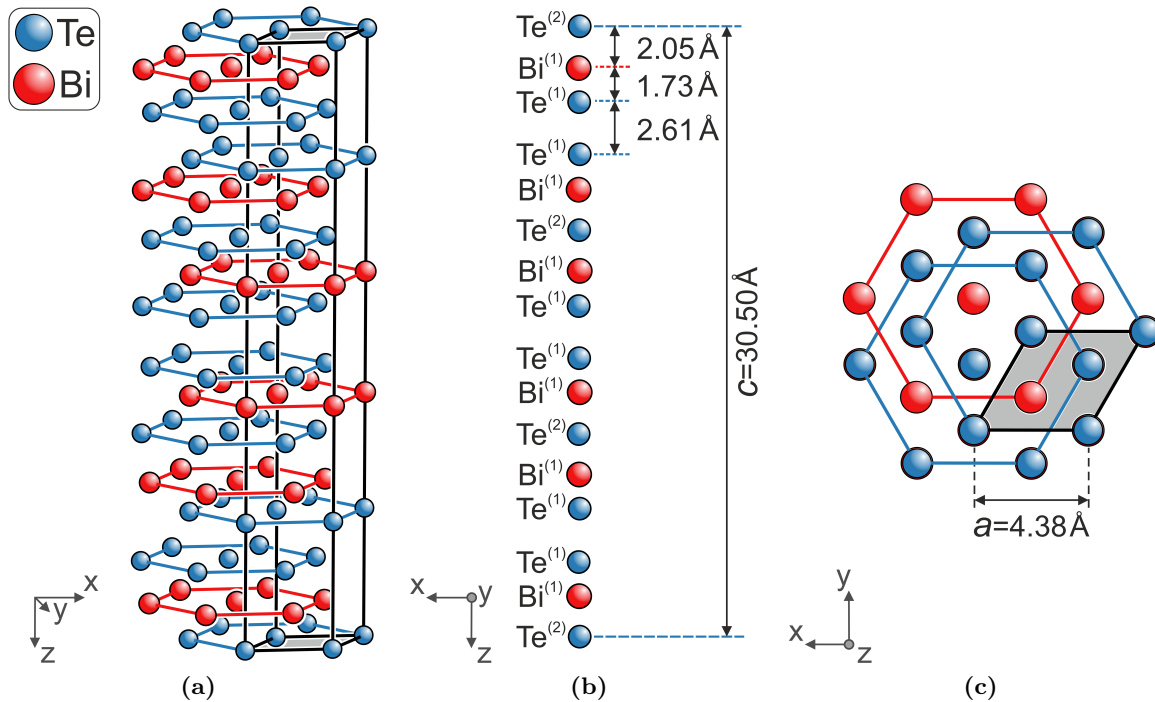 Te
Bi
x
y
z
(a)
Te(2)
Bi(1)
Te(1)
Te(1)
Bi(1)
Te(2)
Bi(1)
Te(1)
Te(1)
Bi(1)
Te(2)
Bi(1)
Te(1)
Te(1)
Bi(1)
Te(2)
2.05 Å
1.73 Å
2.61 Å
c=30.50 Å
x
y
z
(b)
a=4.38 Å
y
x
z
(c)